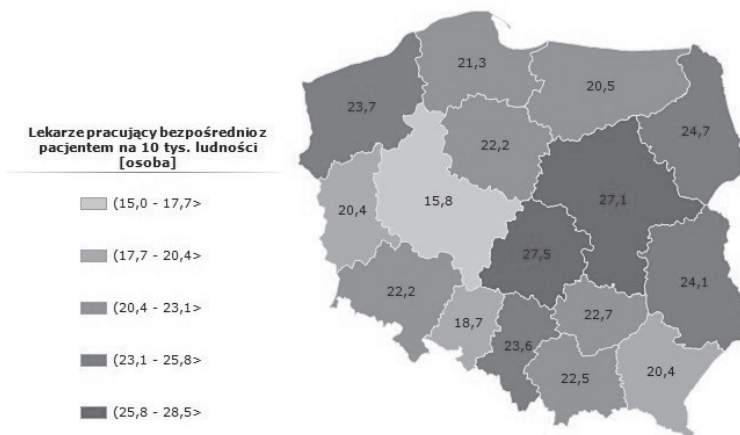 Lekarze pracujący bezpośrednio z
pacjentem na 10 tys. ludności
[osoba]
(15,0 - 17,7>
(17,7 - 20,4>
(20,4 - 23,1>
(23,1 - 25,8>
(25,8 - 28,5>
21,3
20,5
23,7
24,7
22,2
15,8
27,1
20,4
27,5
24,1
22,2
18,7
22,7
23,6
20,4
22,5